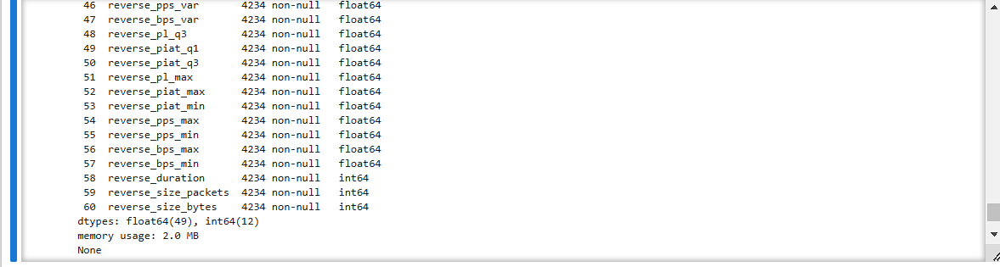 46  reverse_pps_var       4234 non-null   float64
47  reverse_bps_var       4234 non-null   float64
48  reverse_pl_q3         4234 non-null   float64
49  reverse_piat_q1       4234 non-null   float64
50  reverse_piat_q3       4234 non-null   float64
51  reverse_pl_max        4234 non-null   float64
52  reverse_piat_max      4234 non-null   float64
53  reverse_piat_min      4234 non-null   float64
54  reverse_pps_max       4234 non-null   float64
55  reverse_pps_min       4234 non-null   float64
56  reverse_bps_max       4234 non-null   float64
57  reverse_bps_min       4234 non-null   float64
58  reverse_duration      4234 non-null   int64
59  reverse_size_packets  4234 non-null   int64
60  reverse_size_bytes    4234 non-null   int64
dtypes: float64(49), int64(12)
memory usage: 2.0 MB
None